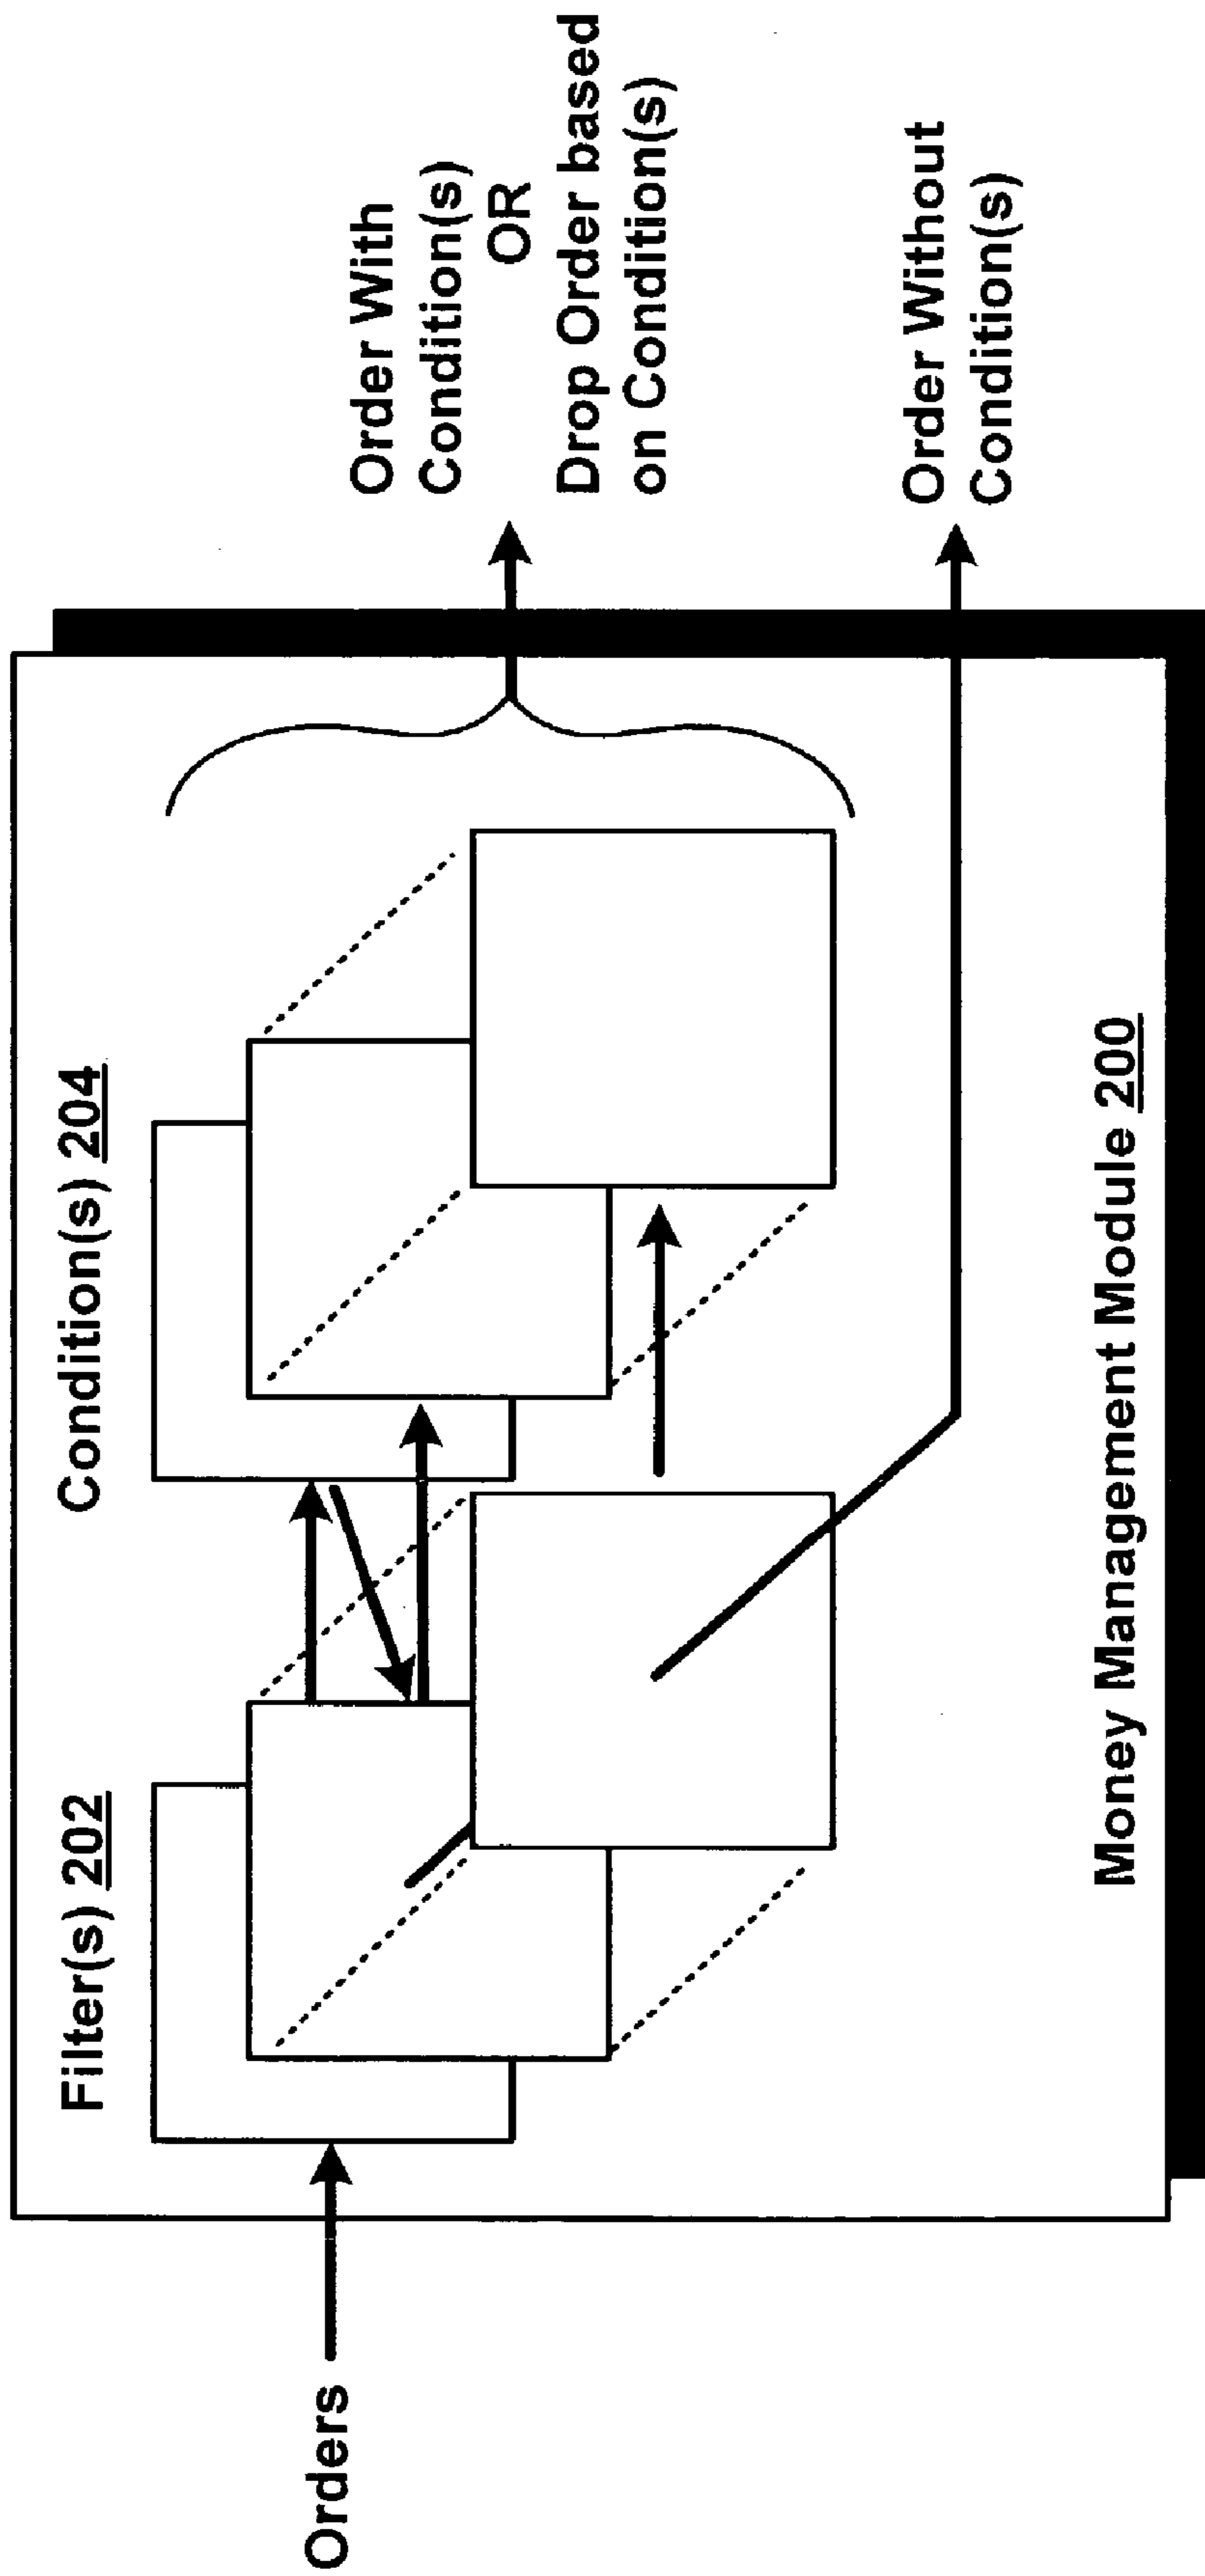 Orders
Filter(s) 202
Condition(s) 204
Money Management Module 200
Order With
Condition(s)
OR
Drop Order based
on Condition(s)
Order Without
Condition(s)